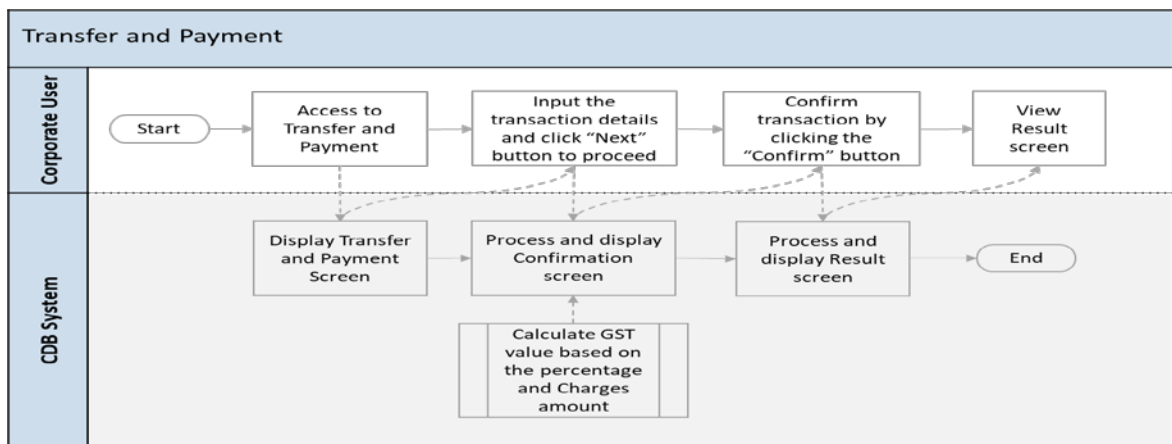 Transfer and Payment
Corporate User
Start
Access to
Transfer and
Payment
Input the
transaction details
and click “Next”
button to proceed
Confirm
transaction by
clicking the
“Confirm” button
View
Result
screen
CDB System
Display Transfer
and Payment
Screen
Process and display
Confirmation
screen
Process and
display Result
screen
End
Calculate GST
value based on
the percentage
and Charges
amount